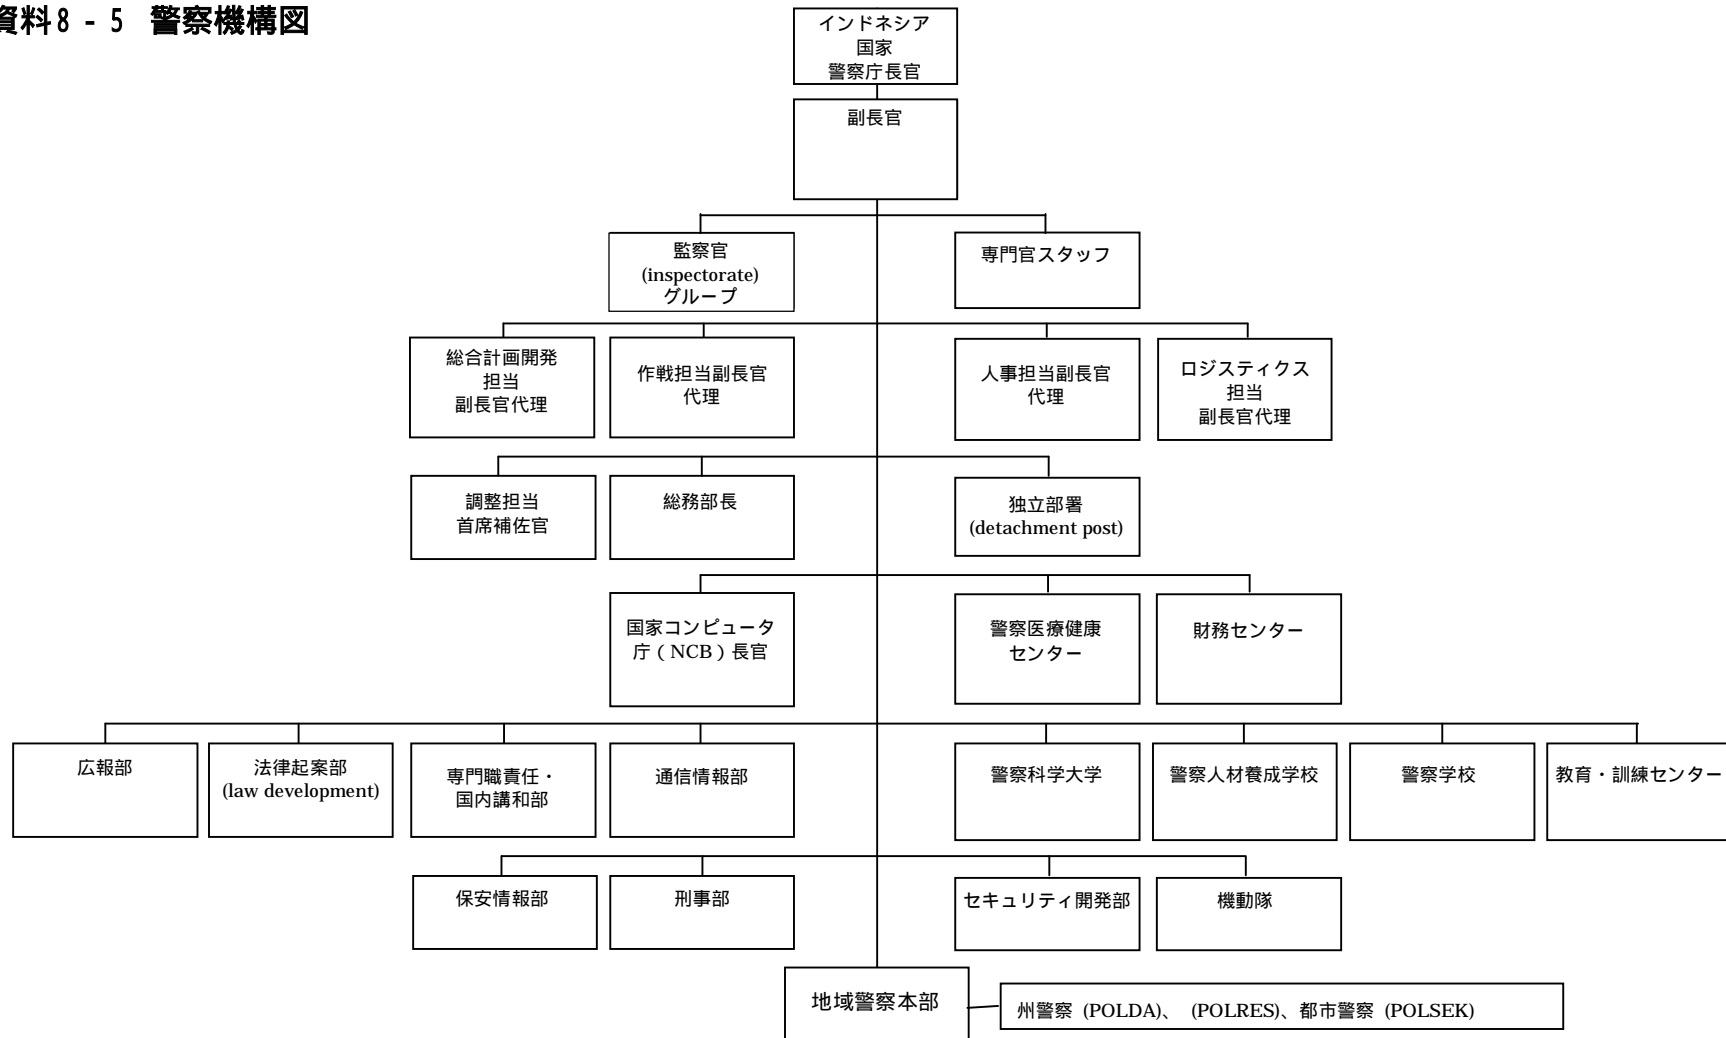 資料8 - 5 警察機構図
インドネシア
国家
警察庁長官
副長官
監察官
(inspectorate)
グループ
専門官スタッフ
総合計画開発
担当
副長官代理
作戦担当副長官
代理
人事担当副長官
代理
ロジスティクス
担当
副長官代理
調整担当
首席補佐官
総務部長
独立部署
(detachment post)
国家コンピュータ
庁（NCB）長官
警察医療健康
センター
財務センター
広報部
法律起案部
(law development)
専門職責任・
国内講和部
通信情報部
警察科学大学
警察人材養成学校
警察学校
教育・訓練センター
保安情報部
刑事部
セキュリティ開発部
機動隊
地域警察本部
州警察 (POLDA)、 (POLRES)、都市警察 (POLSEK)